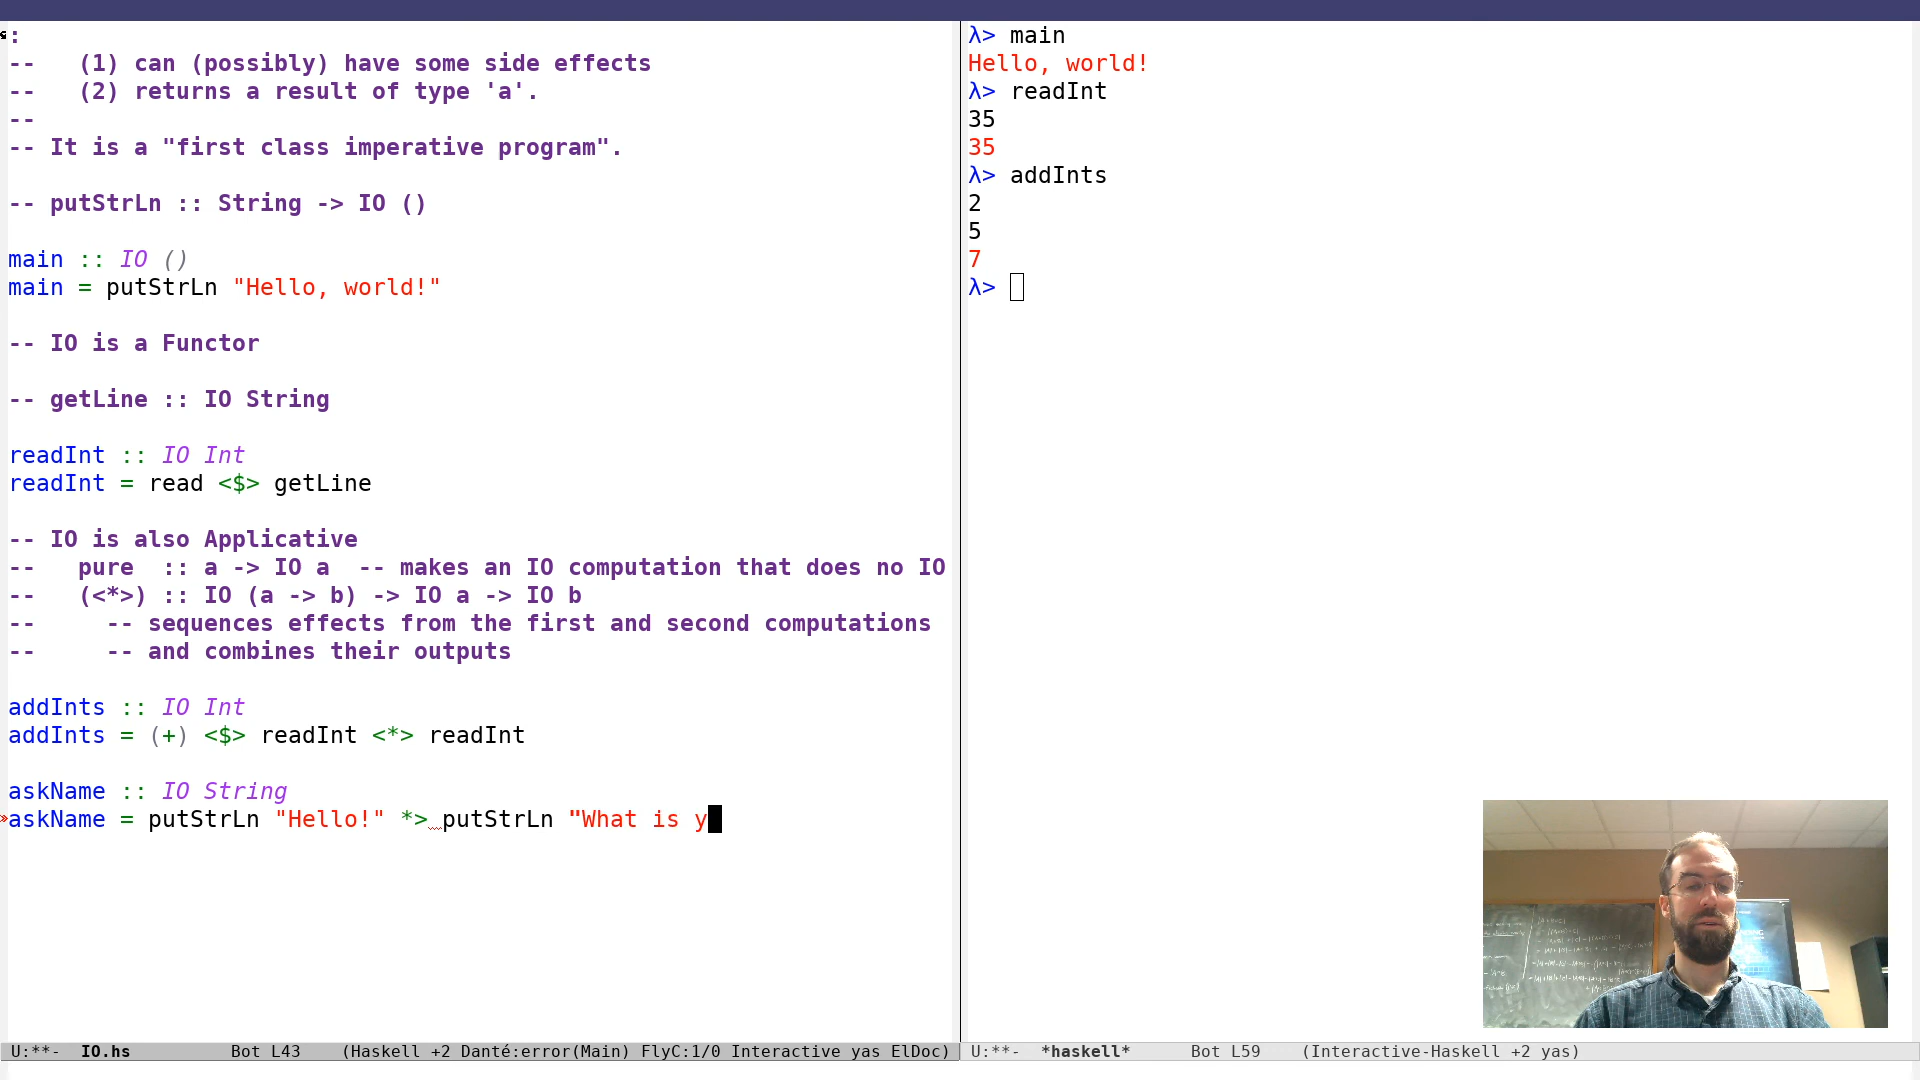 :
--   (1) can (possibly) have some side effects
--   (2) returns a result of type 'a'.
--
-- It is a "first class imperative program".
-- putStrLn :: String -> IO ()
main :: IO ()
main = putStrLn "Hello, world!"
-- IO is a Functor
-- getLine :: IO String
readInt :: IO Int
readInt = read <$> getLine
-- IO is also Applicative
--   pure  :: a -> IO a  -- makes an IO computation that does no IO
--   (<*>) :: IO (a -> b) -> IO a -> IO b
--     -- sequences effects from the first and second computations
--     -- and combines their outputs
addInts :: IO Int
addInts = (+) <$> readInt <*> readInt
askName :: IO String
askName = putStrLn "Hello!" *> putStrLn "What is y
U:**-  IO.hs          Bot L43    (Haskell +2 Danté:error(Main) FlyC:1/0 Interactive yas ElDoc)
λ> main
Hello, world!
λ> readInt
35
35
λ> addInts
2
5
7
λ>
U:**-  *haskell*      Bot L59    (Interactive-Haskell +2 yas)